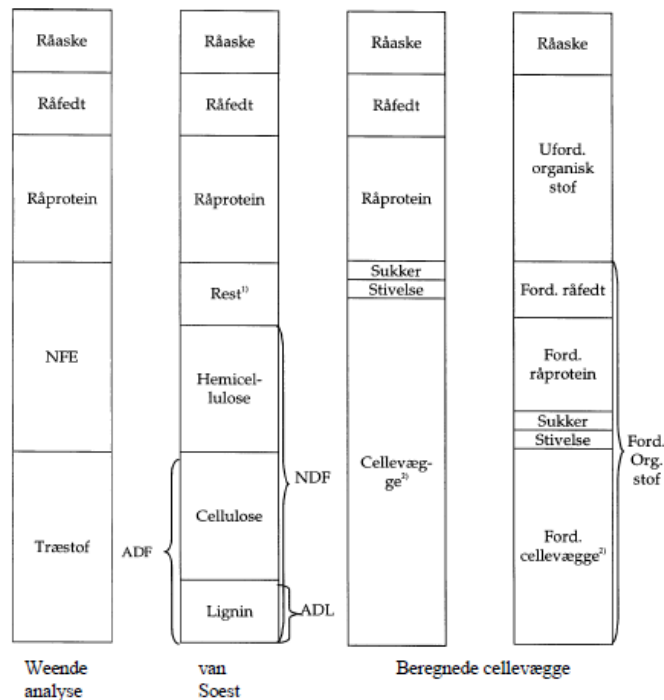 Råaske
Råfedt
Råprotein
NFE
Træstof
Weende
analyse
Råaske
Råfedt
Råprotein
Rest¹⁾
Hemicel-
lulose
Cellulose
Lignin
ADF
NDF
ADL
van
Soest
Råaske
Råfedt
Råprotein
Sukker
Stivelse
Cellevæg-
ge²⁾
Råaske
Uford.
organisk
stof
Ford. råfedt
Ford.
råprotein
Sukker
Stivelse
Ford.
cellevægge²⁾
Ford.
Org.
stof
Beregnede cellevægge